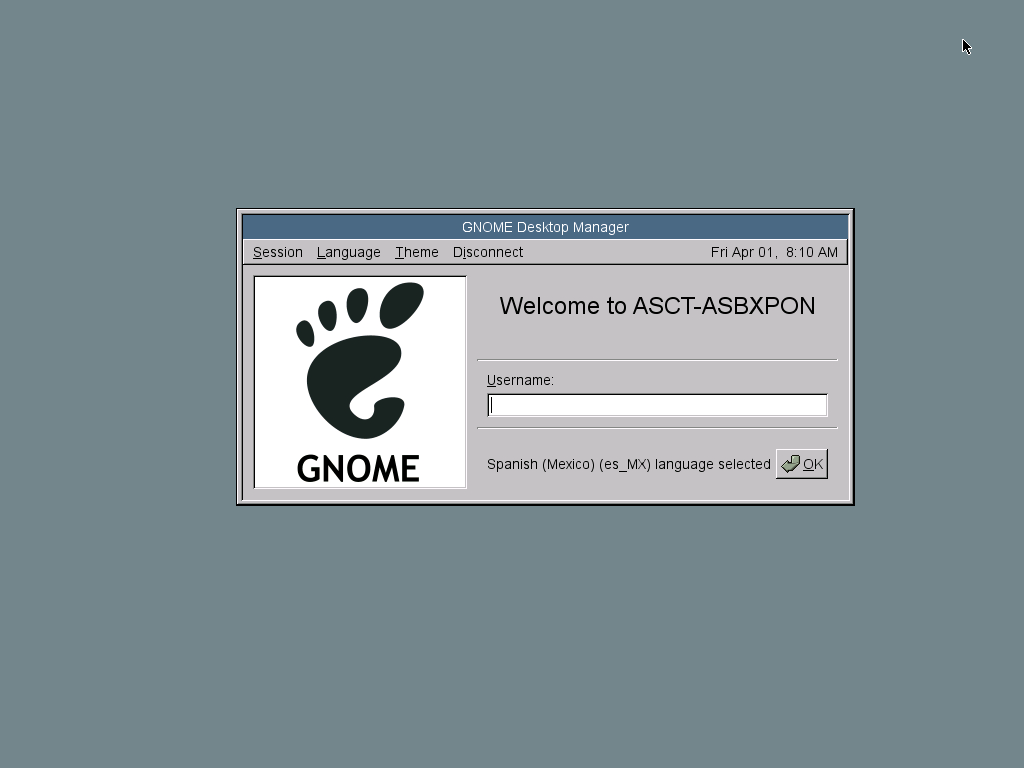 GNOME Desktop Manager
Session Language Theme Disconnect Fri Apr 01, 8:10 AM
Welcome to ASCT-ASBXPON
Username:
Spanish (Mexico) (es_MX) language selected OK
GNOME